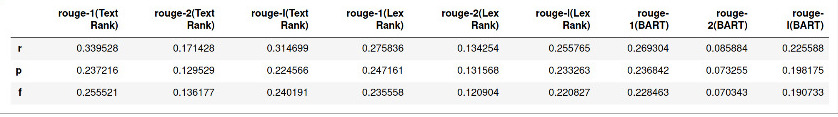 rouge-1(Text Rank) rouge-2(Text Rank) rouge-l(Text Rank) rouge-1(Lex Rank) rouge-2(Lex Rank) rouge-l(Lex Rank) rouge-1(BART) rouge-2(BART) rouge-l(BART)
r 0.339528 0.171428 0.314699 0.275836 0.134254 0.255765 0.269304 0.085884 0.225588
p 0.237216 0.129529 0.224566 0.247161 0.131568 0.233263 0.236842 0.073255 0.198175
f 0.255521 0.136177 0.240191 0.235558 0.120904 0.220827 0.228463 0.070343 0.190733